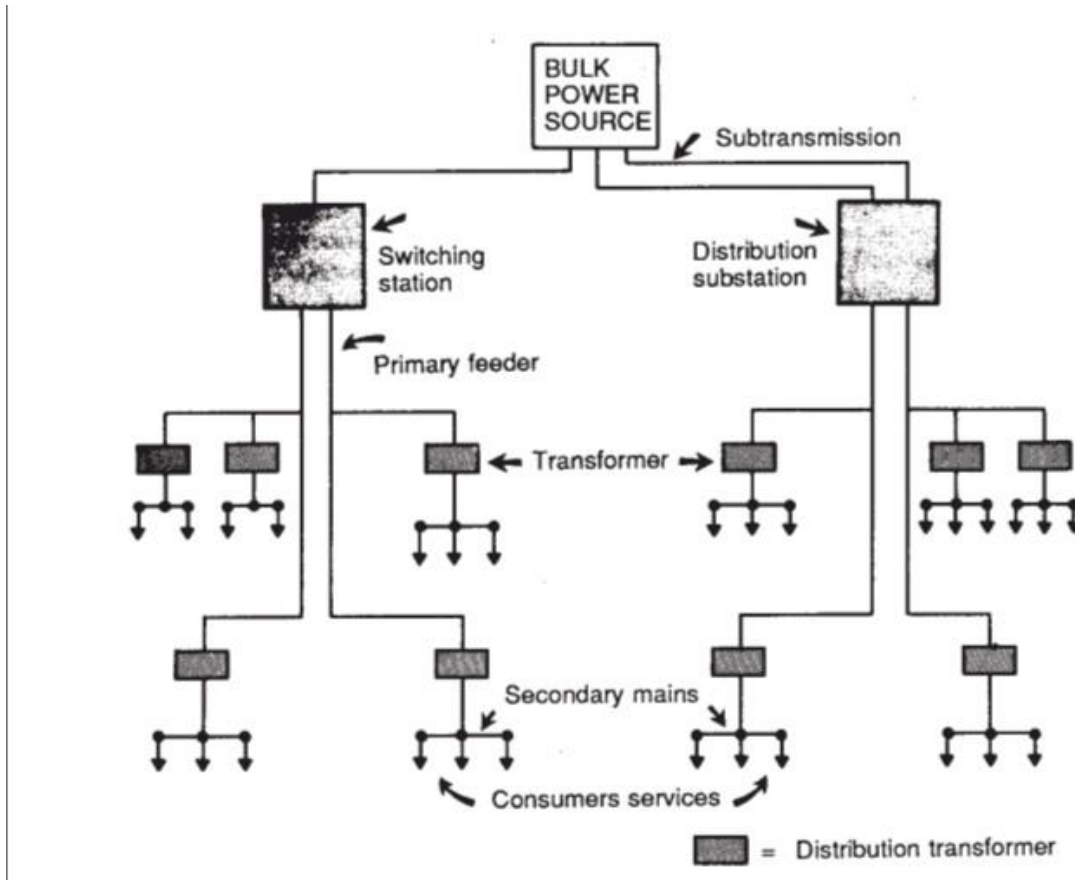 BULK
POWER
SOURCE
Subtransmission
Switching
station
Distribution
substation
Primary feeder
Transformer
Secondary mains
Consumers services
= Distribution transformer